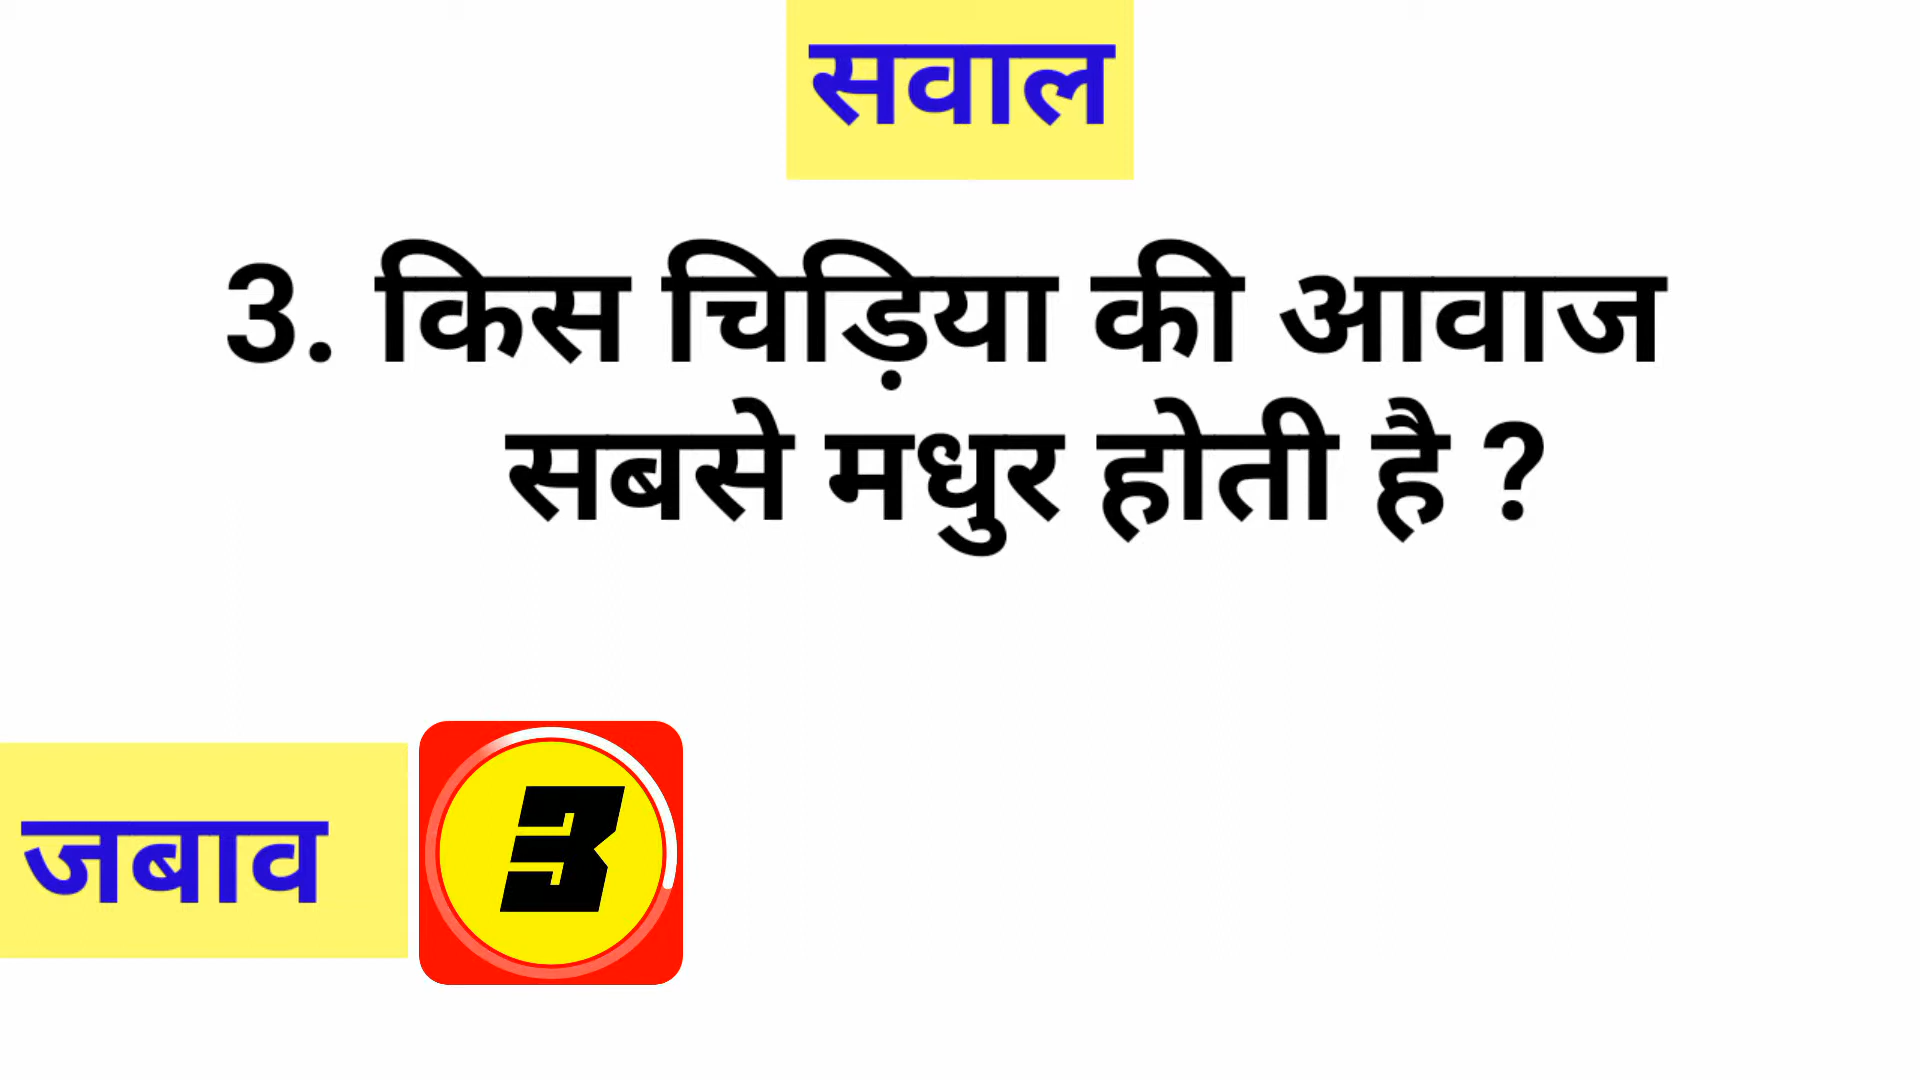 सवाल
3. किस चिड़िया की आवाज
सबसे मधुर होती है ?
जबाव
3